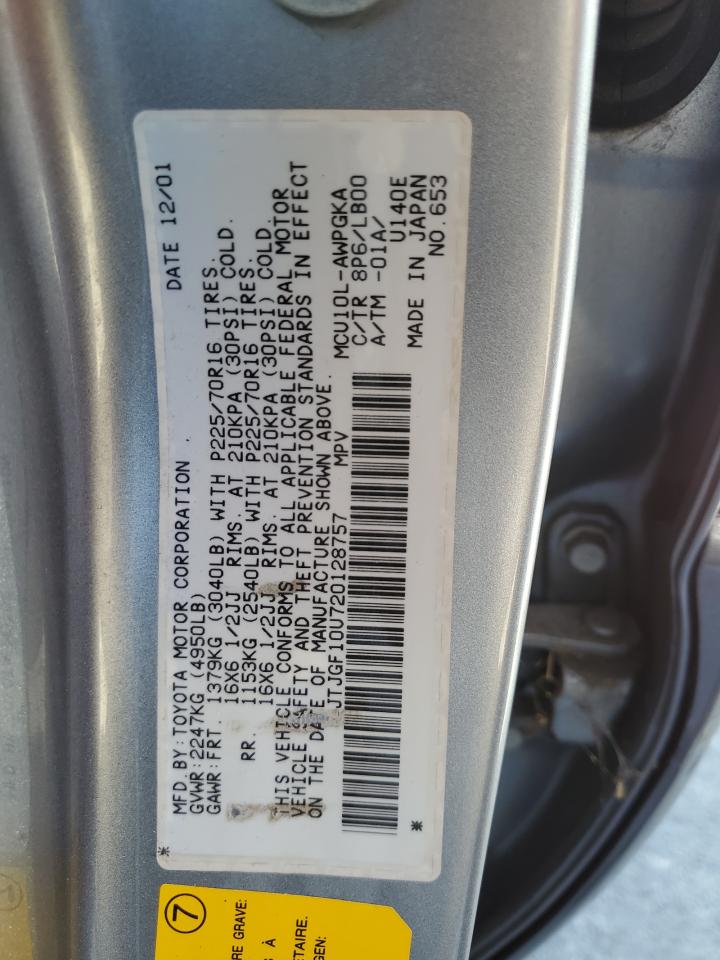 MFD. BY: TOYOTA MOTOR CORPORATION DATE 12/01
GVWR: 2247KG (4950LB)
GAWR: FRT. 1379KG (3040LB) WITH P225/70R16 TIRES.
16X6 1/2JJ RIMS. AT 210KPA (30PSI) COLD.
RR. 1153KG (2540LB) WITH P225/70R16 TIRES.
16X6 1/2JJ RIMS. AT 210KPA (30PSI) COLD.
THIS VEHICLE CONFORMS TO ALL APPLICABLE FEDERAL MOTOR
VEHICLE SAFETY AND THEFT PREVENTION STANDARDS IN EFFECT
ON THE DATE OF MANUFACTURE SHOWN ABOVE.
JTJGF10U720128757 MPV
MCU10L-AWPGKA
C/TR 8P6/LB00
A/TM -01A/
U140E
MADE IN JAPAN
NO. 653
7
RE GRAVE:
S À
ÉTAIRE.
GEN: